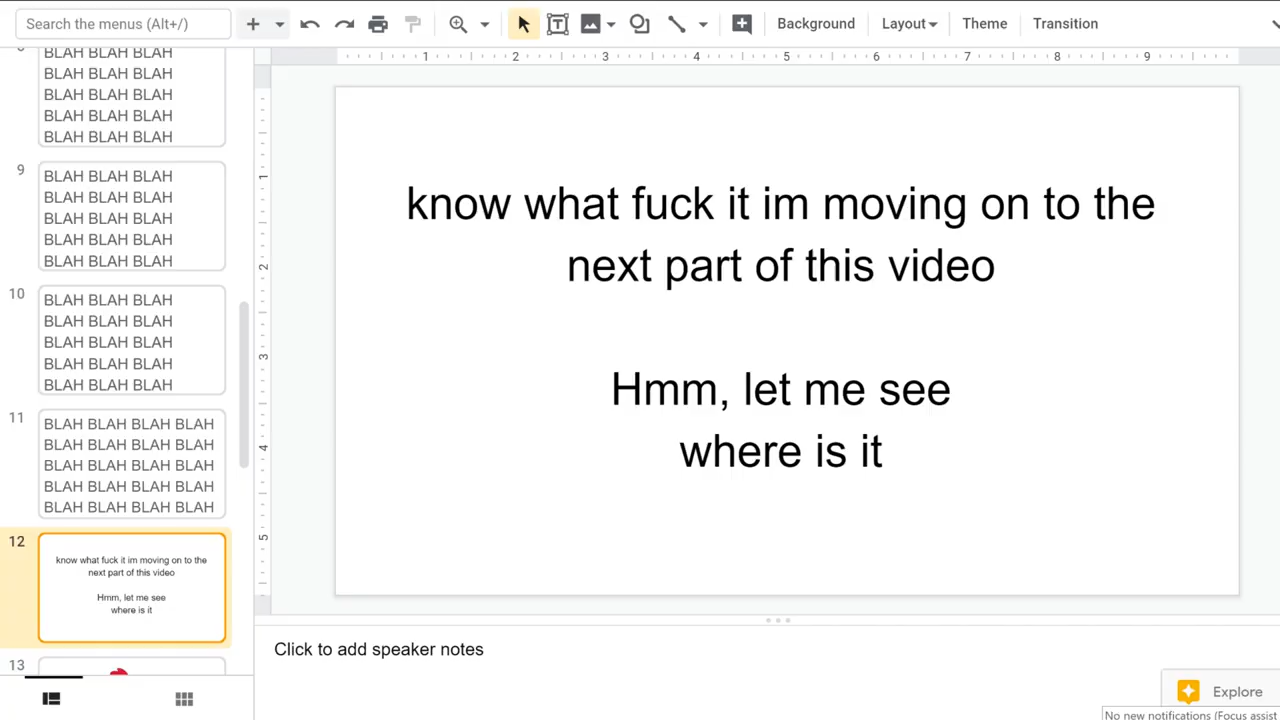 Search the menus (Alt+/)
Background
Layout
Theme
Transition
1 2 3 4 5 6 7 8 9
BLAH BLAH BLAH
BLAH BLAH BLAH
BLAH BLAH BLAH
BLAH BLAH BLAH
BLAH BLAH BLAH
9
BLAH BLAH BLAH
BLAH BLAH BLAH
BLAH BLAH BLAH
BLAH BLAH BLAH
BLAH BLAH BLAH
10
BLAH BLAH BLAH
BLAH BLAH BLAH
BLAH BLAH BLAH
BLAH BLAH BLAH
BLAH BLAH BLAH
11
BLAH BLAH BLAH BLAH
BLAH BLAH BLAH BLAH
BLAH BLAH BLAH BLAH
BLAH BLAH BLAH BLAH
BLAH BLAH BLAH BLAH
12
know what fuck it im moving on to the
next part of this video
Hmm, let me see
where is it
13
1
2
3
4
5
know what fuck it im moving on to the
next part of this video
Hmm, let me see
where is it
Click to add speaker notes
Explore
No new notifications (Focus assist